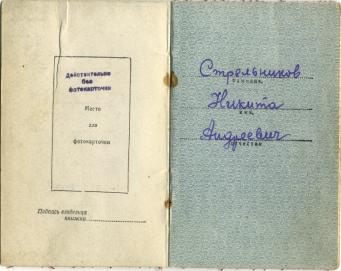 Действительно
без
фотокарточки
Место
для
фотокарточки
Подпись владельца
книжки
Стрельников
фамилия,
Никита
имя,
Андреевич
отчество